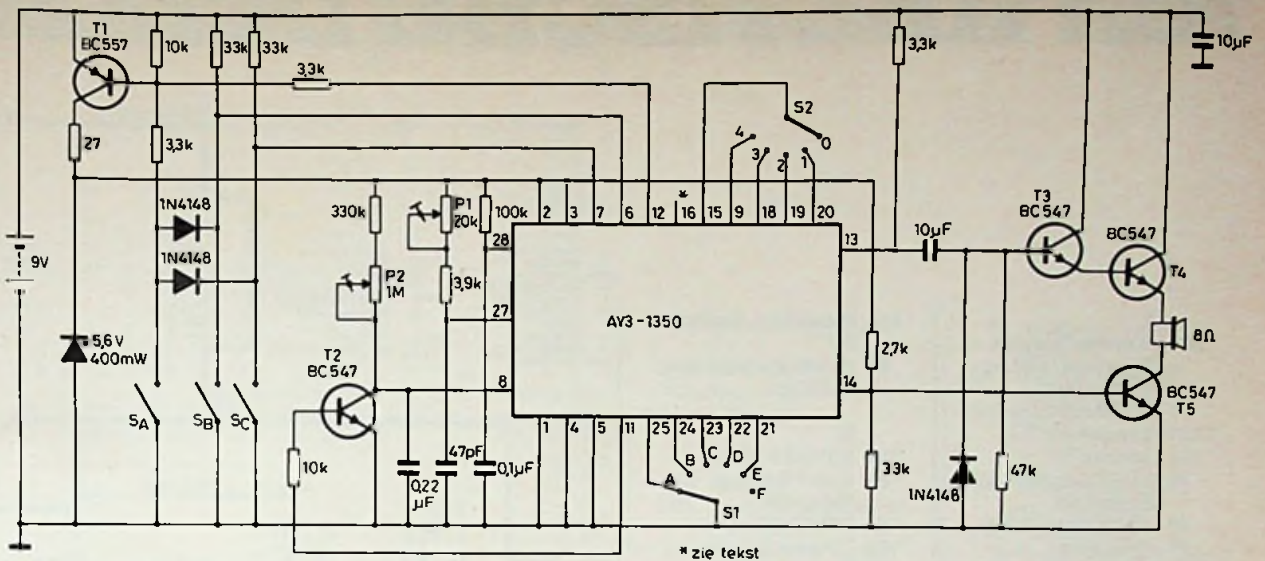 T1
BC557
10k
33k
33k
3,3k
3,3k
10µF
27
3,3k
S2
4
3
2
1
0
*
1N4148
1N4148
330k
P1
20k
100k
2
3
7
6
12
16
15
9
18
19
20
28
13
10µF
T3
BC547
BC547
T4
9V
P2
1M
3,9k
27
AY3-1350
8Ω
5,6V
400mW
T2
BC547
2,7k
8
14
BC547
T5
SA
SB
SC
1
4
5
11
25
24
23
22
21
A
B
C
D
E
F
S1
10k
0,22
µF
47pF
0,1µF
33k
1N4148
47k
* zie tekst